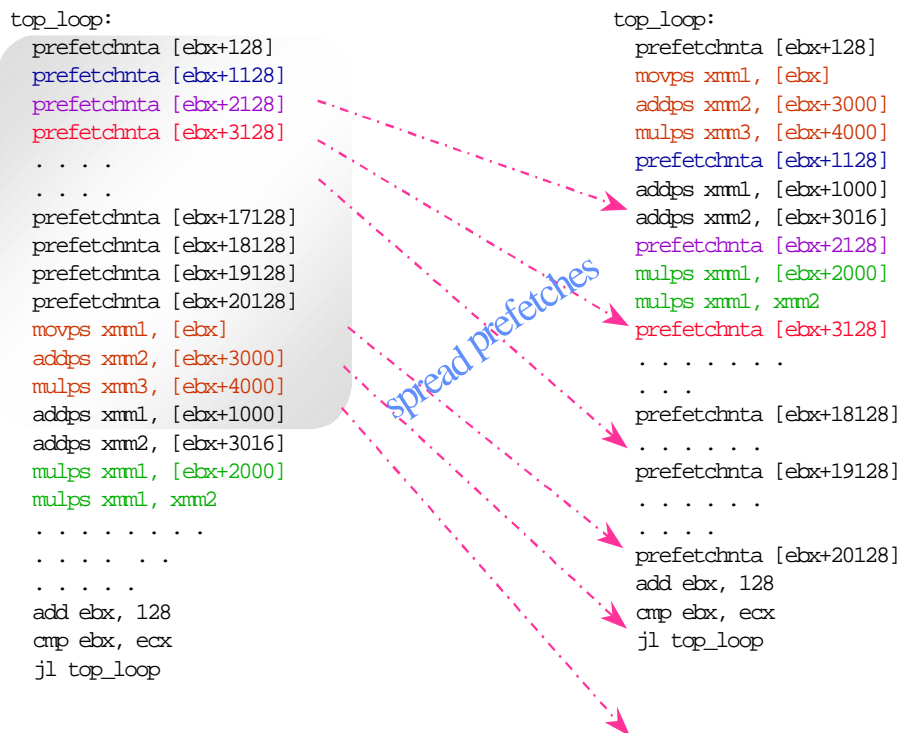 top_loop:
prefetchnta [ebx+128]
prefetchnta [ebx+1128]
prefetchnta [ebx+2128]
prefetchnta [ebx+3128]
. . . .
. . . .
prefetchnta [ebx+17128]
prefetchnta [ebx+18128]
prefetchnta [ebx+19128]
prefetchnta [ebx+20128]
movps xmm1, [ebx]
addps xmm2, [ebx+3000]
mulps xmm3, [ebx+4000]
addps xmm1, [ebx+1000]
addps xmm2, [ebx+3016]
mulps xmm1, [ebx+2000]
mulps xmm1, xmm2
. . . . . . . .
. . . . . .
. . . . .
add ebx, 128
cmp ebx, ecx
jl top_loop
spread prefetches
top_loop:
prefetchnta [ebx+128]
movps xmm1, [ebx]
addps xmm2, [ebx+3000]
mulps xmm3, [ebx+4000]
prefetchnta [ebx+1128]
addps xmm1, [ebx+1000]
addps xmm2, [ebx+3016]
prefetchnta [ebx+2128]
mulps xmm1, [ebx+2000]
mulps xmm1, xmm2
prefetchnta [ebx+3128]
. . . . . . .
. . .
prefetchnta [ebx+18128]
. . . . . .
prefetchnta [ebx+19128]
. . . . . .
. . . .
prefetchnta [ebx+20128]
add ebx, 128
cmp ebx, ecx
jl top_loop